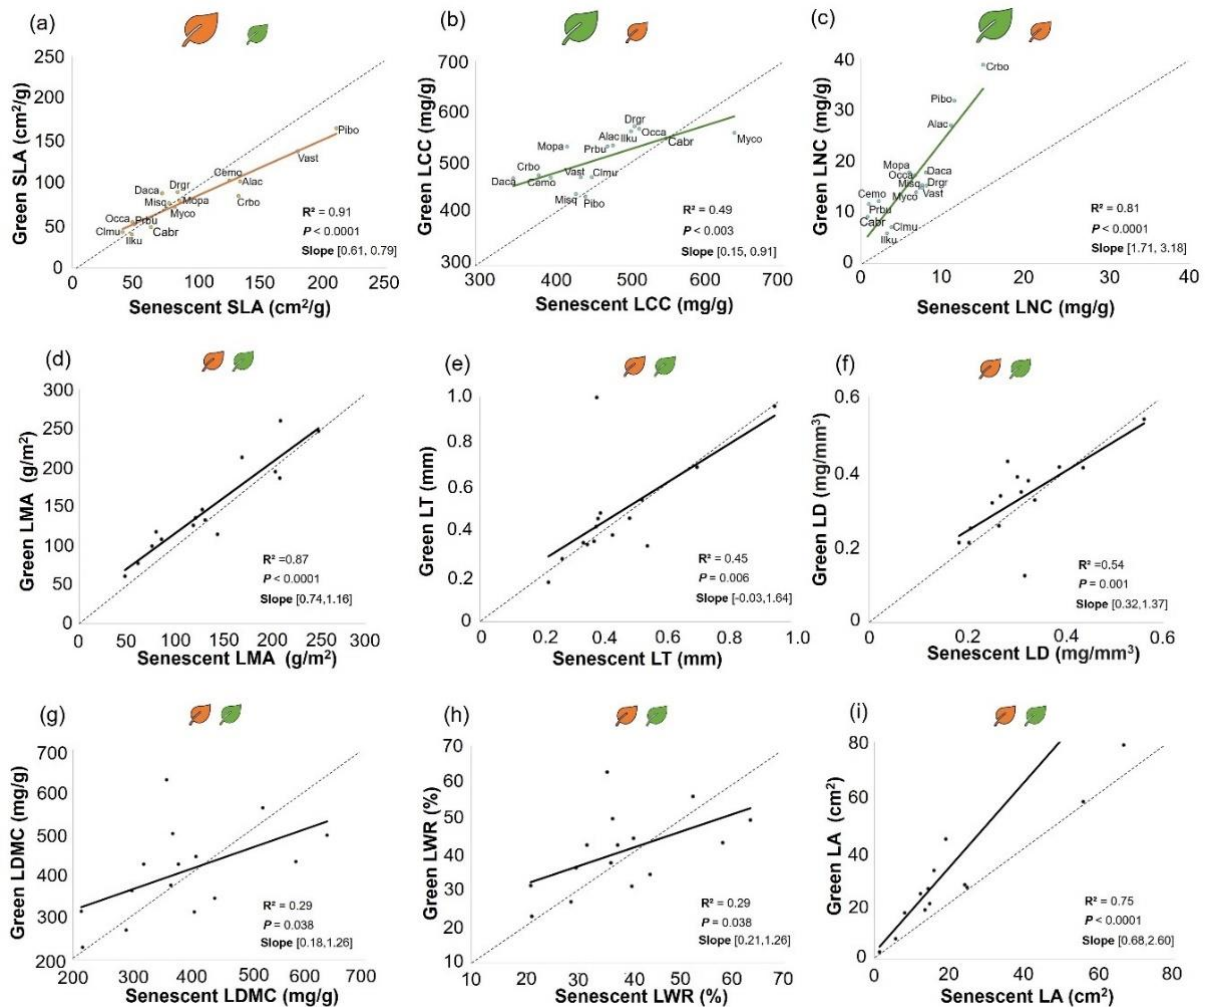 (a)
Green SLA (cm²/g)
250
200
150
100
50
0
Pibo
Vast
Cemo
Alac
Drgr
Daca
Crbo
Misq
Mopa
Myco
Occa
Prbu
Cabr
Clmu
Ilku
R² = 0.91
P < 0.0001
Slope [0.61, 0.79]
0 50 100 150 200 250
Senescent SLA (cm²/g)
(b)
Green LCC (mg/g)
700
600
500
400
300
Drgr
Occa
Alac
Ilku
Cabr
Myco
Mopa
Prbu
Crbo
Vast
Clmu
Daca
Cemo
Misq
Pibo
R² = 0.49
P < 0.003
Slope [0.15, 0.91]
300 400 500 600 700
Senescent LCC (mg/g)
(c)
Green LNC (mg/g)
40
30
20
10
0
Crbo
Pibo
Alac
Mopa
Daca
Occa
Misq
Drgr
Cemo
Myco
Vast
Prbu
Cabr
Clmu
Ilku
R² = 0.81
P < 0.0001
Slope [1.71, 3.18]
0 10 20 30 40
Senescent LNC (mg/g)
(d)
Green LMA (g/m²)
300
250
200
150
100
50
0
R² =0.87
P < 0.0001
Slope [0.74,1.16]
0 50 100 150 200 250 300
Senescent LMA (g/m²)
(e)
Green LT (mm)
1.0
0.8
0.6
0.4
0.2
0
R² = 0.45
P = 0.006
Slope [-0.03,1.64]
0 0.2 0.4 0.6 0.8 1.0
Senescent LT (mm)
(f)
Green LD (mg/mm³)
0.6
0.4
0.2
0
R² =0.54
P = 0.001
Slope [0.32,1.37]
0 0.2 0.4 0.6
Senescent LD (mg/mm³)
(g)
Green LDMC (mg/g)
700
600
500
400
300
200
R² = 0.29
P = 0.038
Slope [0.18,1.26]
200 300 400 500 600 700
Senescent LDMC (mg/g)
(h)
Green LWR (%)
70
60
50
40
30
20
10
R² = 0.29
P = 0.038
Slope [0.21,1.26]
10 20 30 40 50 60 70
Senescent LWR (%)
(i)
Green LA (cm²)
80
60
40
20
0
R² = 0.75
P < 0.0001
Slope [0.68,2.60]
0 20 40 60 80
Senescent LA (cm²)